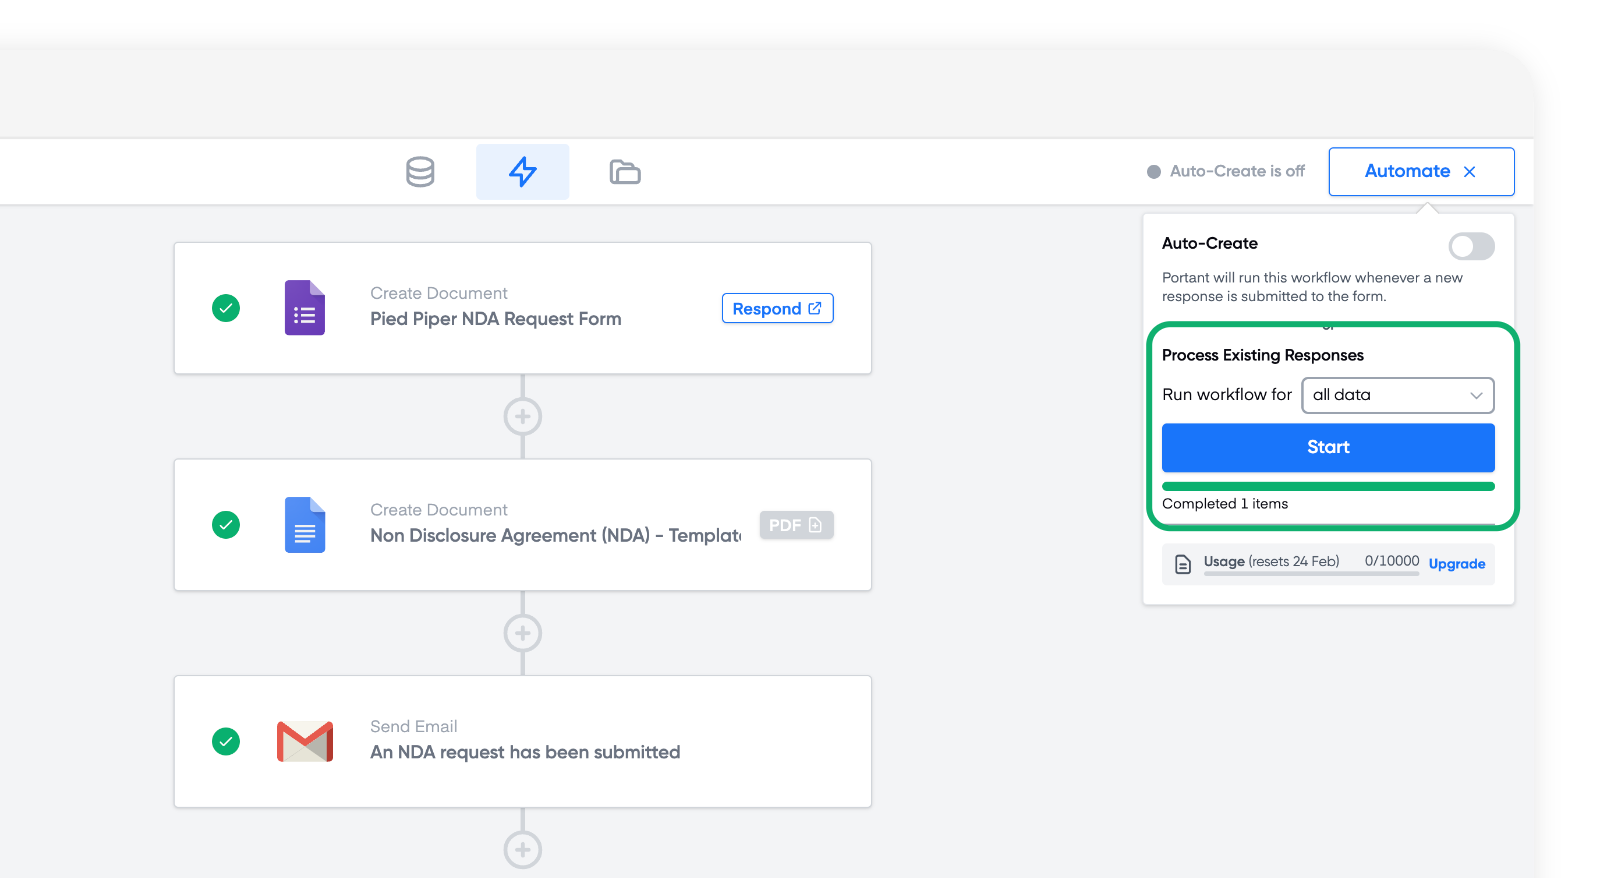 Auto-Create is off
Automate
Auto-Create
Portant will run this workflow whenever a new
response is submitted to the form.
Process Existing Responses
Run workflow for all data
Start
Completed 1 items
Usage (resets 24 Feb) 0/10000 Upgrade
Create Document
Pied Piper NDA Request Form
Respond
Create Document
Non Disclosure Agreement (NDA) - Templat
PDF
Send Email
An NDA request has been submitted